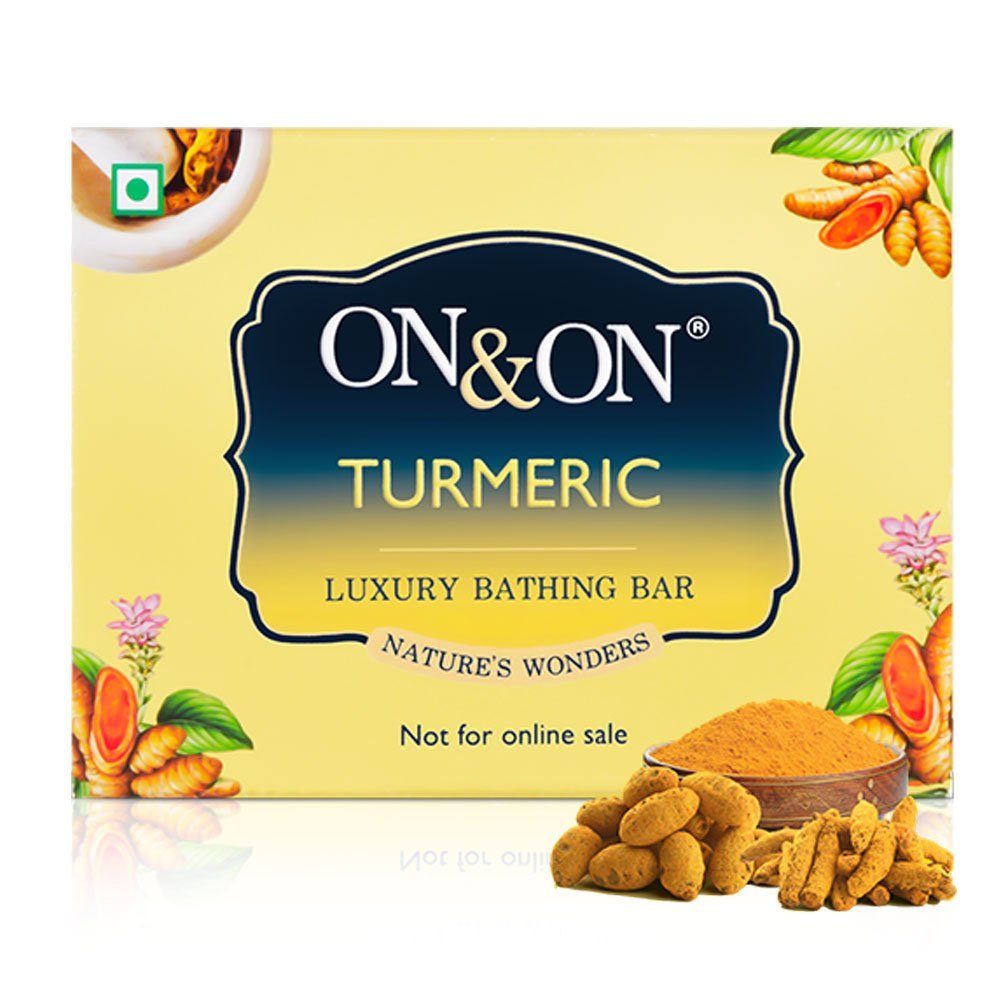 ON&ON®
TURMERIC
LUXURY BATHING BAR
NATURE'S WONDERS
Not for online sale